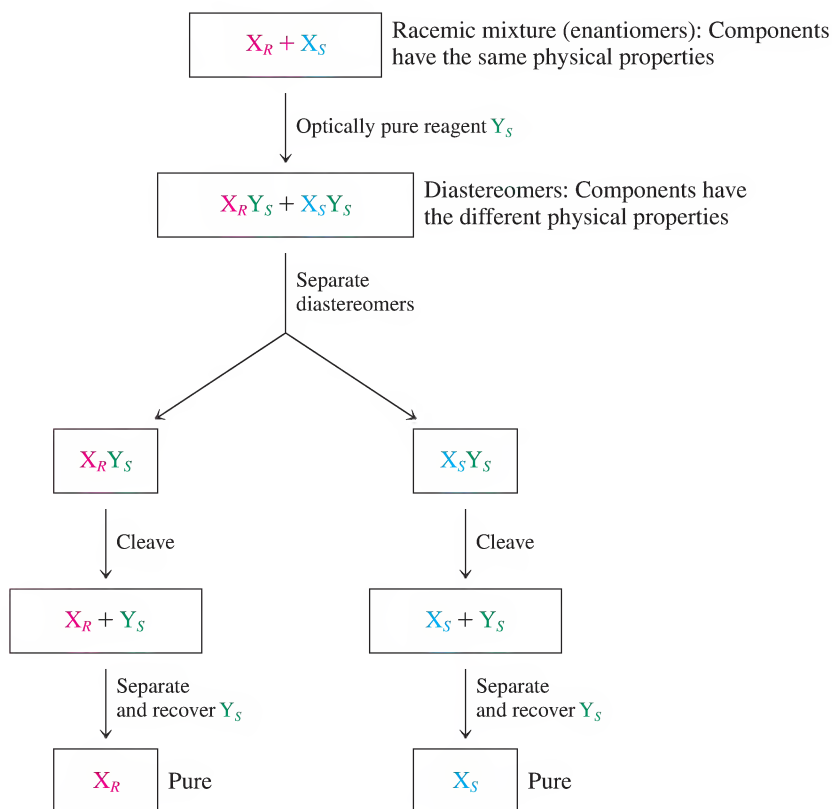 X_R + X_S
Racemic mixture (enantiomers): Components
have the same physical properties
Optically pure reagent Y_S
X_RY_S + X_SY_S
Diastereomers: Components have
the different physical properties
Separate
diastereomers
X_RY_S
X_SY_S
Cleave
Cleave
X_R + Y_S
X_S + Y_S
Separate
and recover Y_S
Separate
and recover Y_S
X_R
Pure
X_S
Pure